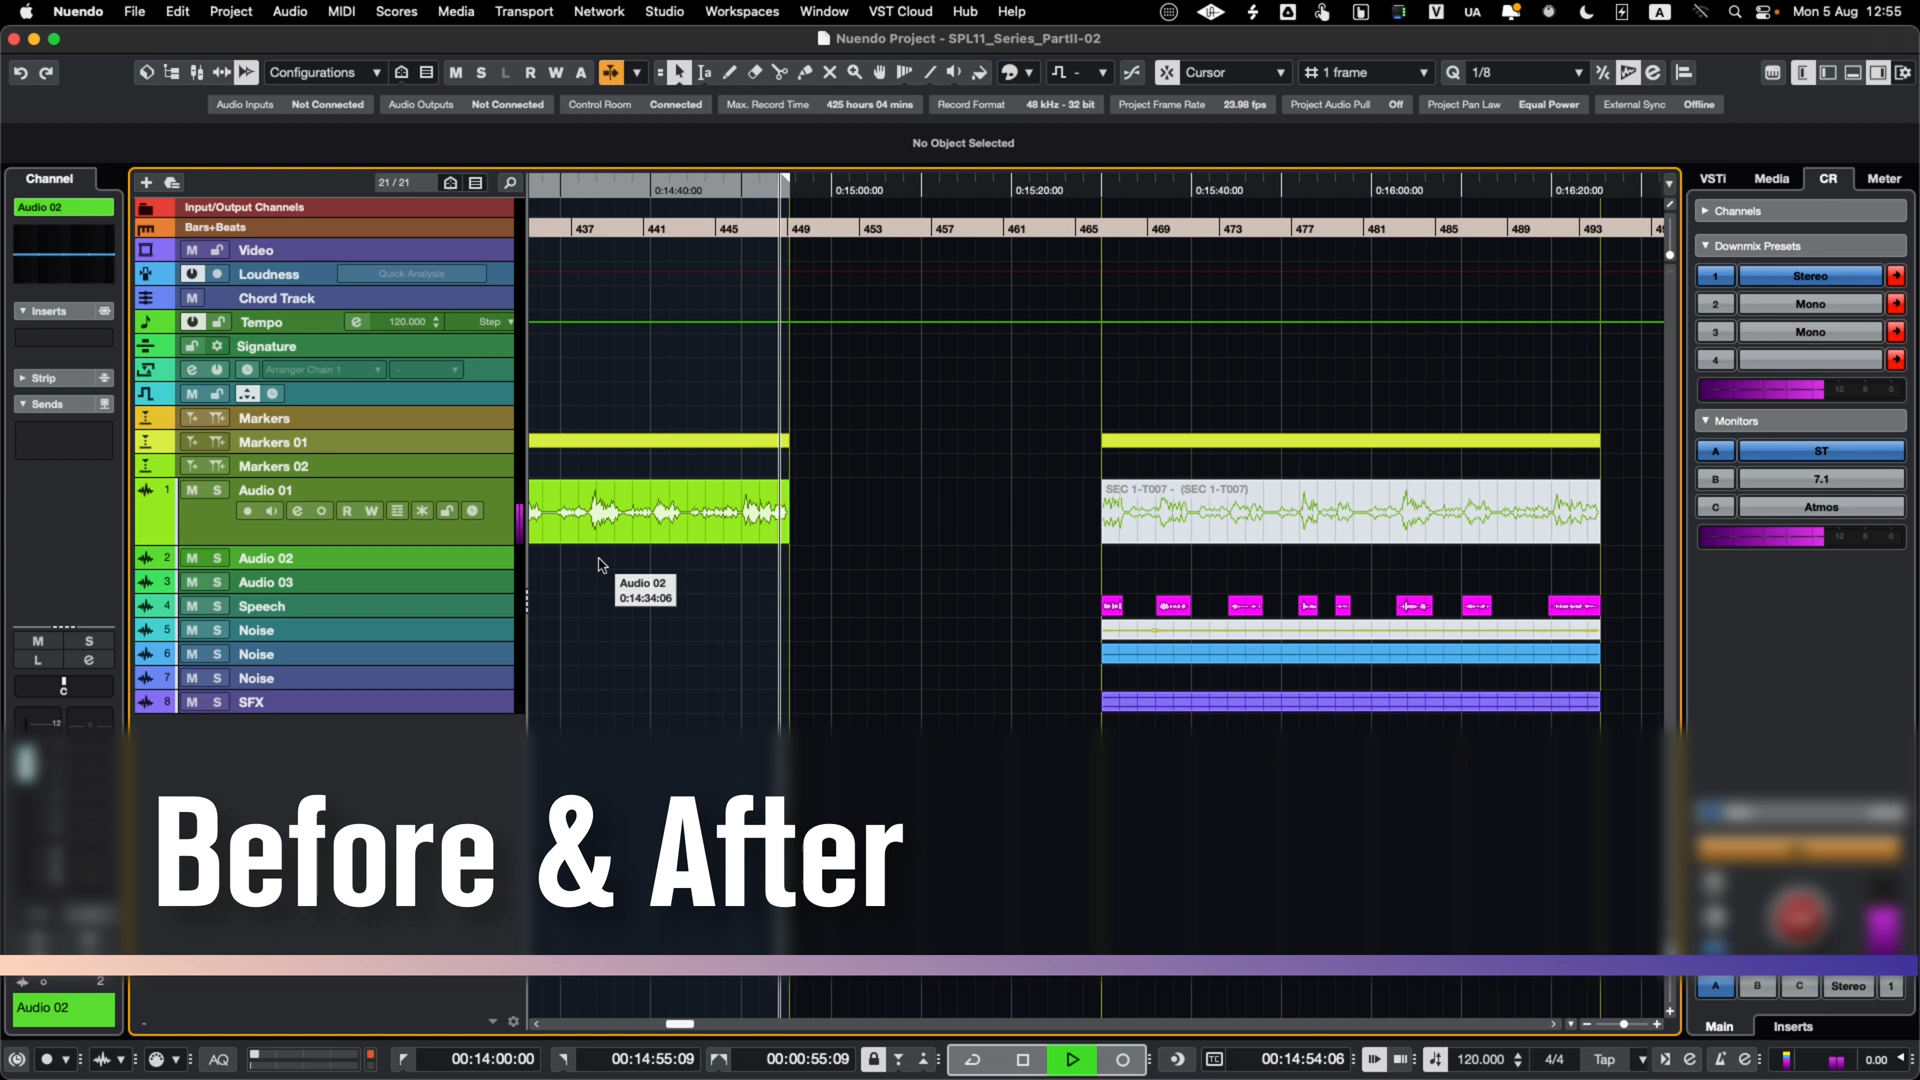 Nuendo File Edit Project Audio MIDI Scores Media Transport Network Studio Workspaces Window VST Cloud Hub Help UA A Mon 5 Aug 12:55
Nuendo Project - SPL11_Series_PartII-02
Configurations M S L R W A Cursor 1 frame Q 1/8
Audio Inputs Not Connected Audio Outputs Not Connected Control Room Connected Max. Record Time 425 hours 04 mins Record Format 48 kHz - 32 bit Project Frame Rate 23.98 fps Project Audio Pull Off Project Pan Law Equal Power External Sync Offline
No Object Selected
Channel
Audio 02
Inserts
Strip
Sends
M S
L e
C
12
2
Audio 02
21 / 21
Input/Output Channels
Bars+Beats
M Video
Loudness Quick Analysis
M Chord Track
Tempo e 120.000 Step
Signature
e Arranger Chain 1 -
M
Markers
Markers 01
Markers 02
1 M S Audio 01
e R W
2 M S Audio 02
3 M S Audio 03
4 M S Speech
5 M S Noise
6 M S Noise
7 M S Noise
8 M S SFX
0:14:40:00 0:15:00:00 0:15:20:00 0:15:40:00 0:16:00:00 0:16:20:00
437 441 445 449 453 457 461 465 469 473 477 481 485 489 493
SEC 1-T007 - (SEC 1-T007)
Audio 02
0:14:34:06
VSTi Media CR Meter
Channels
Downmix Presets
1 Stereo
2 Mono
3 Mono
4
12 6 0
Monitors
A ST
B 7.1
C Atmos
12 6 0
Before & After
A B C Stereo 1
Main Inserts
AQ 00:14:00:00 00:14:55:09 00:00:55:09 TC 00:14:54:06 120.000 4/4 Tap 0.00